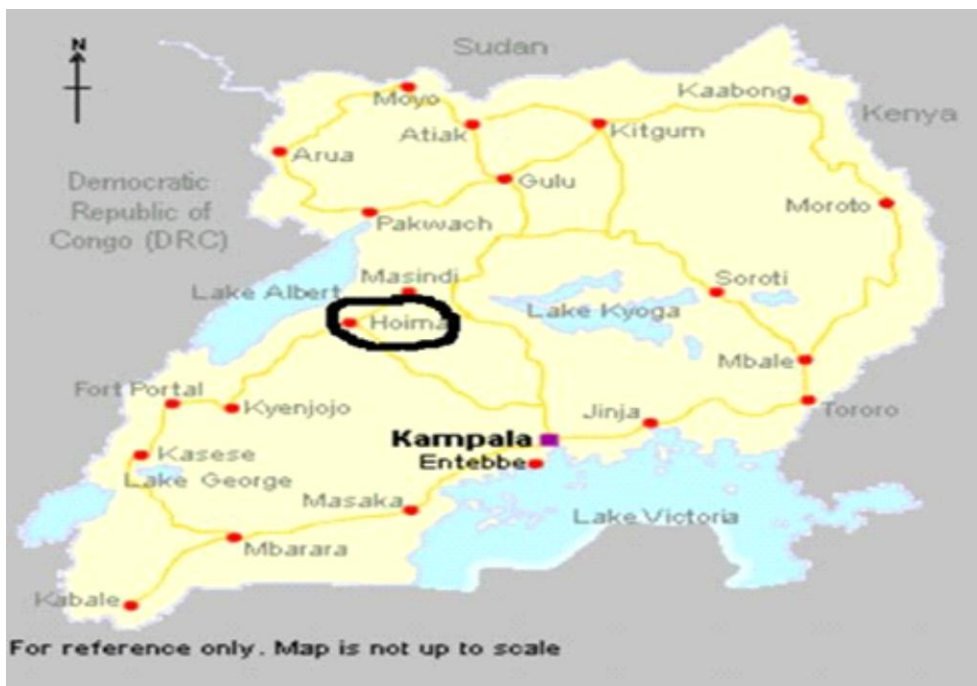 N
Sudan
Kaabong
Moyo
Kenya
Atiak
Kitgum
Arua
Democratic
Republic of
Congo (DRC)
Gulu
Moroto
Pakwach
Masindi
Soroti
Lake Albert
Lake Kyoga
Hoima
Mbale
Fort Portal
Kyenjojo
Jinja
Tororo
Kampala
Entebbe
Kasese
Lake George
Masaka
Lake Victoria
Mbarara
Kabale
For reference only. Map is not up to scale